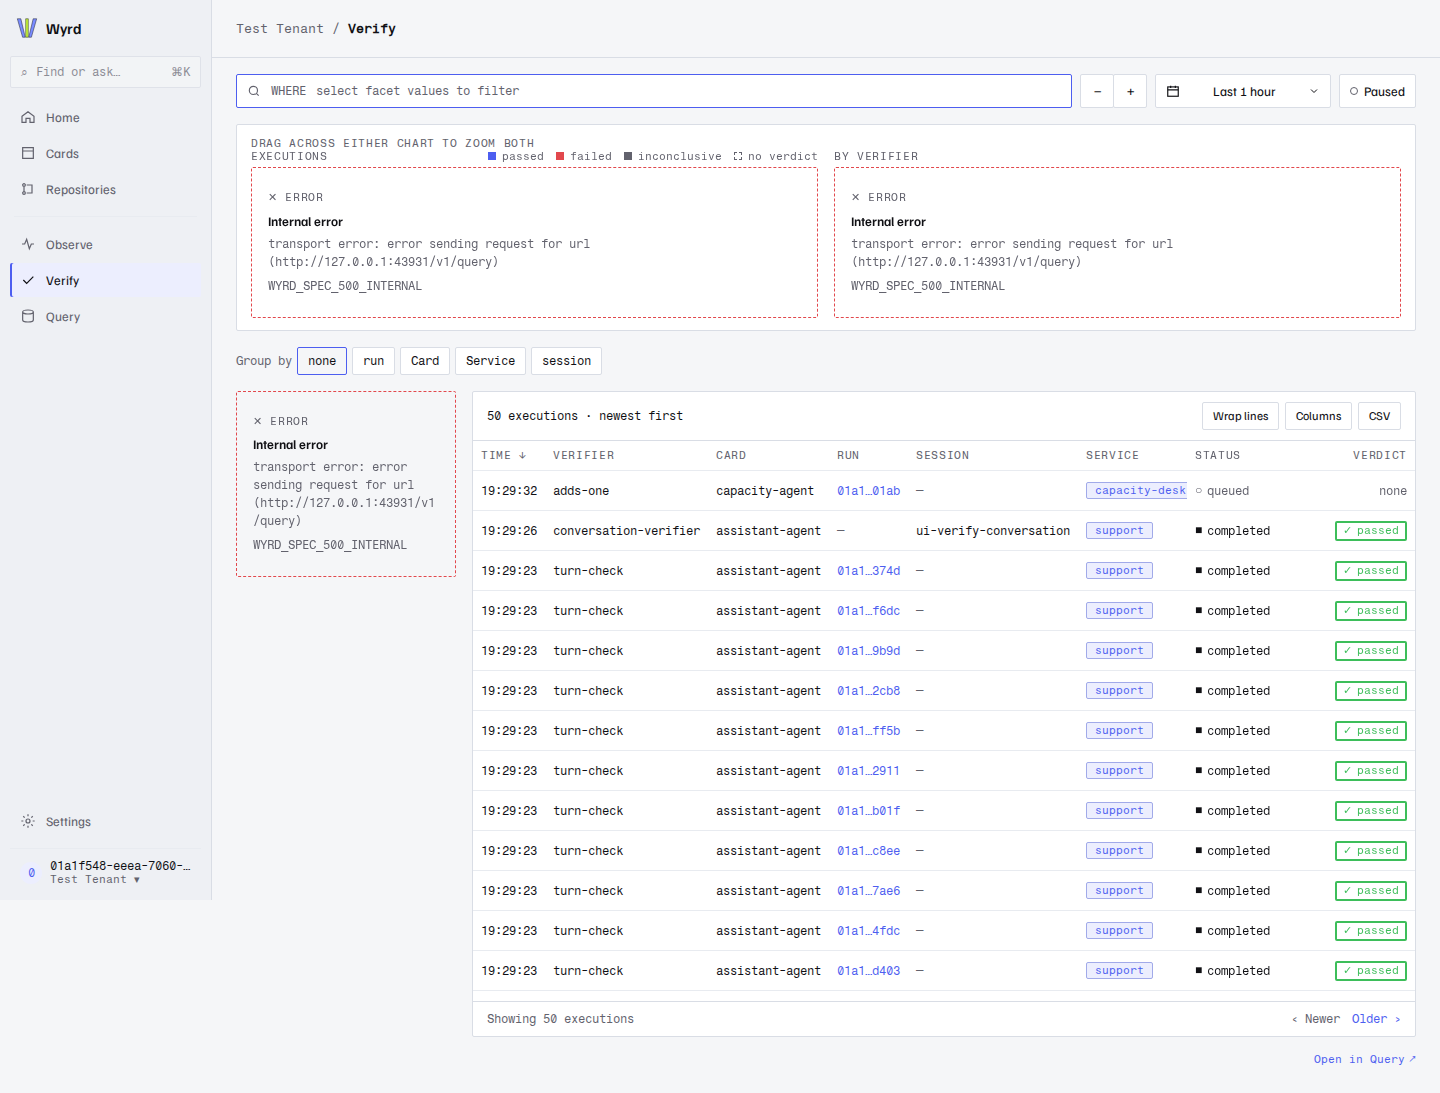 Wyrd
Find or ask… ⌘K
Home
Cards
Repositories
Observe
Verify
Query
Settings
0 01a1f548-eeea-7060-…
Test Tenant ▾
Test Tenant / Verify
WHERE select facet values to filter
− + Last 1 hour Paused
DRAG ACROSS EITHER CHART TO ZOOM BOTH
EXECUTIONS passed failed inconclusive no verdict
× ERROR
Internal error
transport error: error sending request for url
(http://127.0.0.1:43931/v1/query)
WYRD_SPEC_500_INTERNAL
BY VERIFIER
× ERROR
Internal error
transport error: error sending request for url
(http://127.0.0.1:43931/v1/query)
WYRD_SPEC_500_INTERNAL
Group by none run Card Service session
× ERROR
Internal error
transport error: error
sending request for url
(http://127.0.0.1:43931/v1
/query)
WYRD_SPEC_500_INTERNAL
50 executions · newest first Wrap lines Columns CSV
TIME ↓ VERIFIER CARD RUN SESSION SERVICE STATUS VERDICT
19:29:32 adds-one capacity-agent 01a1…01ab — capacity-desk ○ queued none
19:29:26 conversation-verifier assistant-agent — ui-verify-conversation support ■ completed ✓ passed
19:29:23 turn-check assistant-agent 01a1…374d — support ■ completed ✓ passed
19:29:23 turn-check assistant-agent 01a1…f6dc — support ■ completed ✓ passed
19:29:23 turn-check assistant-agent 01a1…9b9d — support ■ completed ✓ passed
19:29:23 turn-check assistant-agent 01a1…2cb8 — support ■ completed ✓ passed
19:29:23 turn-check assistant-agent 01a1…ff5b — support ■ completed ✓ passed
19:29:23 turn-check assistant-agent 01a1…2911 — support ■ completed ✓ passed
19:29:23 turn-check assistant-agent 01a1…b01f — support ■ completed ✓ passed
19:29:23 turn-check assistant-agent 01a1…c8ee — support ■ completed ✓ passed
19:29:23 turn-check assistant-agent 01a1…7ae6 — support ■ completed ✓ passed
19:29:23 turn-check assistant-agent 01a1…4fdc — support ■ completed ✓ passed
19:29:23 turn-check assistant-agent 01a1…d403 — support ■ completed ✓ passed
Showing 50 executions ‹ Newer Older ›
Open in Query ↗